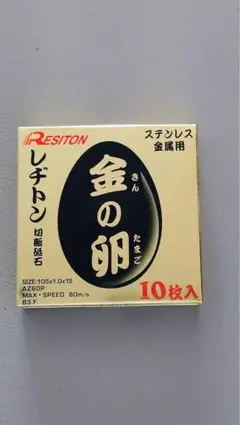 RESITON
ステンレス
金属用
レヂトン
切断砥石
金の卵
きん
たまご
SIZE:105x1.0x15
AZ60P
MAX・SPEED 80m/s
B3.F.
10枚入